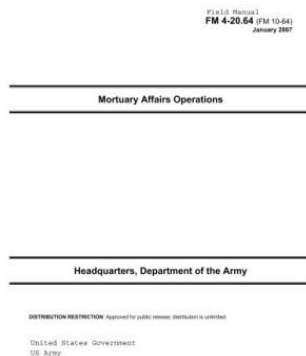 Field Manual
FM 4-20.64 (FM 10-64)
January 2007
Mortuary Affairs Operations
Headquarters, Department of the Army
DISTRIBUTION RESTRICTION: Approved for public release; distribution is unlimited.
United States Government
US Army